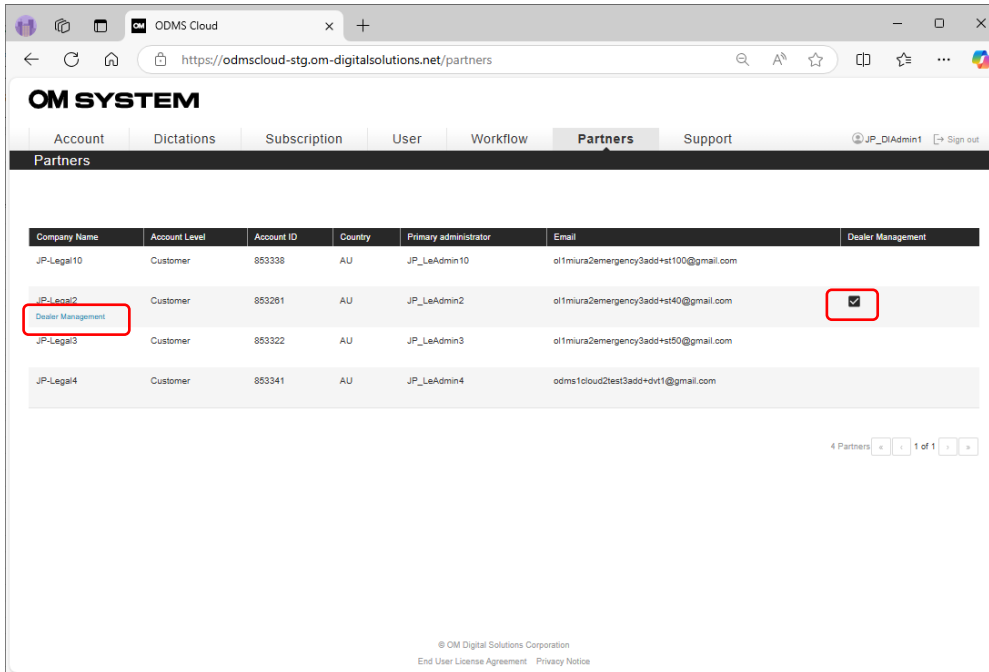 OM ODMS Cloud
https://odmscloud-stg.om-digitalsolutions.net/partners
OM SYSTEM
Account Dictations Subscription User Workflow Partners Support JP_DIAdmin1 Sign out
Partners
Company Name Account Level Account ID Country Primary administrator Email Dealer Management
JP-Legal10 Customer 853338 AU JP_LeAdmin10 ol1miura2emergency3add+st100@gmail.com
JP-Legal2 Customer 853261 AU JP_LeAdmin2 ol1miura2emergency3add+st40@gmail.com
Dealer Management
JP-Legal3 Customer 853322 AU JP_LeAdmin3 ol1miura2emergency3add+st50@gmail.com
JP-Legal4 Customer 853341 AU JP_LeAdmin4 odms1cloud2test3add+dvt1@gmail.com
4 Partners « ‹ 1 of 1 › »
© OM Digital Solutions Corporation
End User License Agreement Privacy Notice